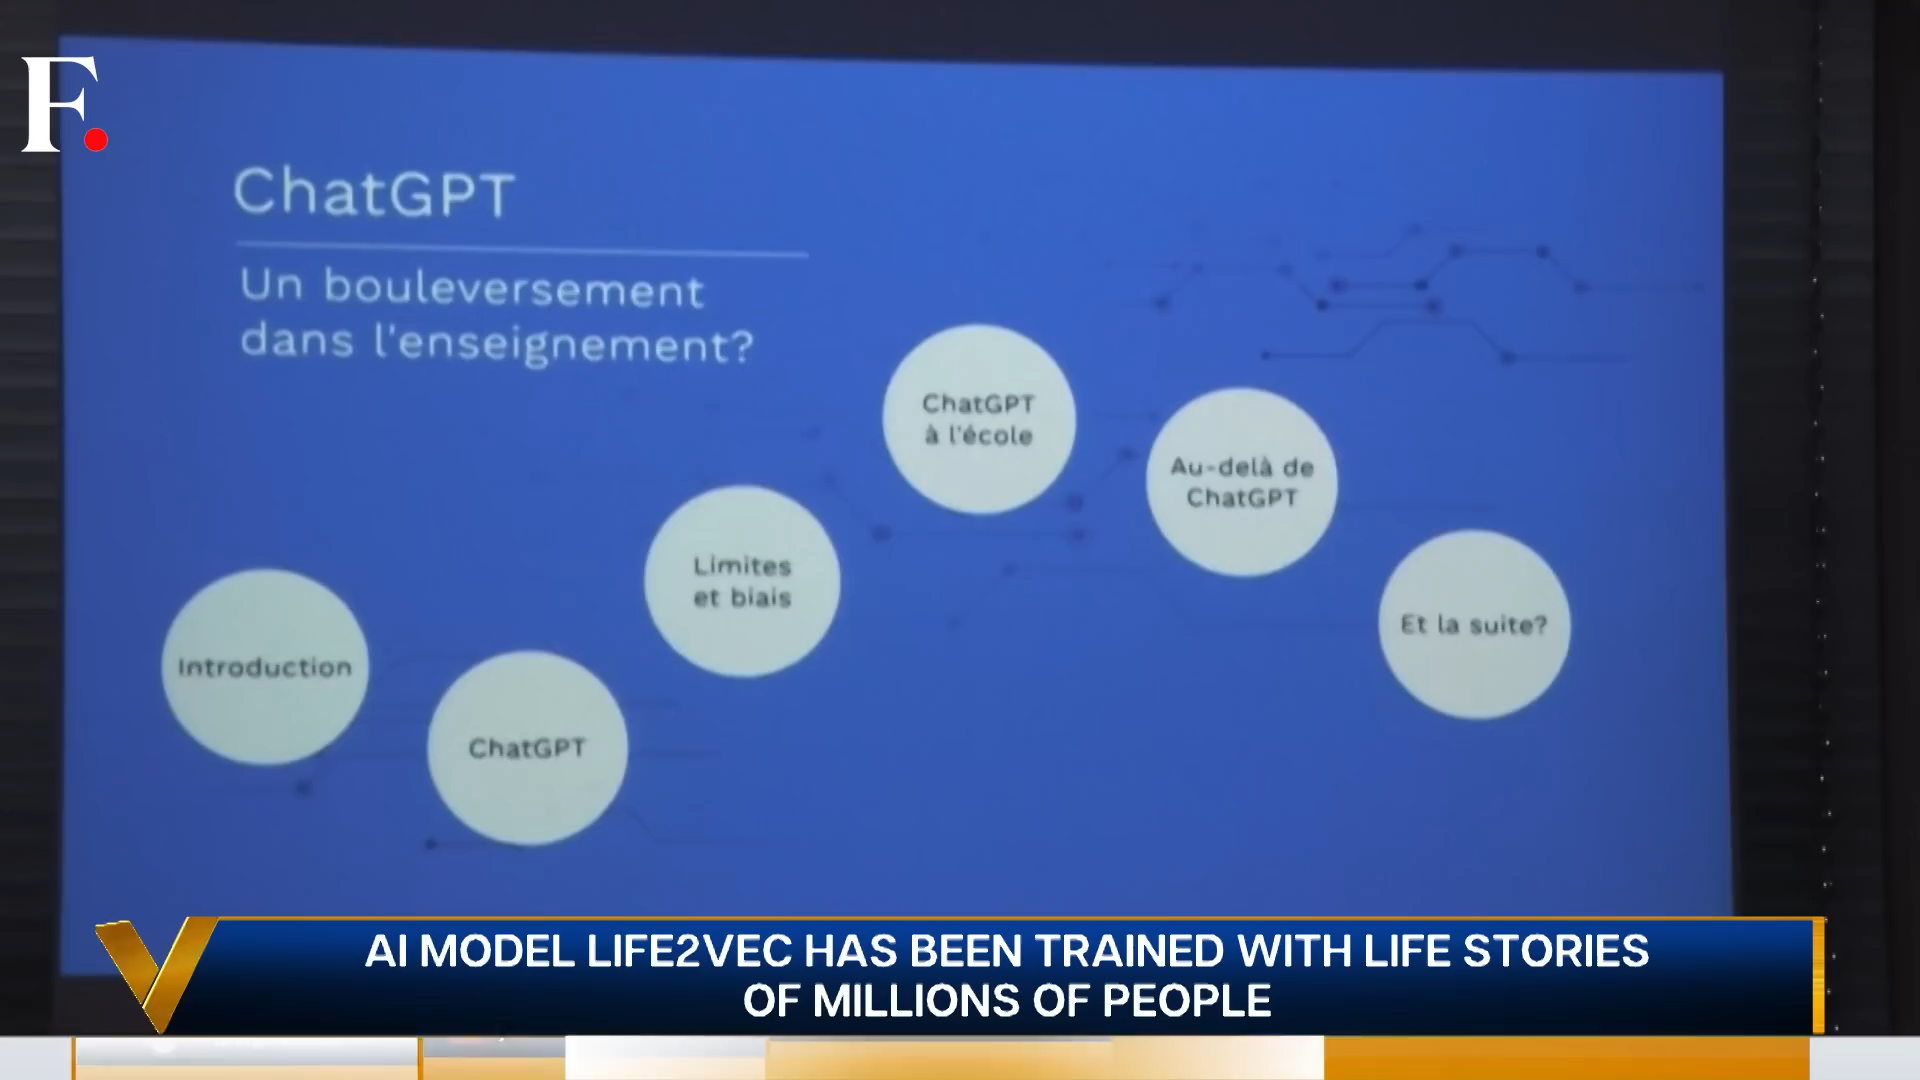 F.
ChatGPT
Un bouleversement
dans l'enseignement?
Introduction
ChatGPT
Limites
et biais
ChatGPT
à l'école
Au-delà de
ChatGPT
Et la suite?
AI MODEL LIFE2VEC HAS BEEN TRAINED WITH LIFE STORIES
OF MILLIONS OF PEOPLE